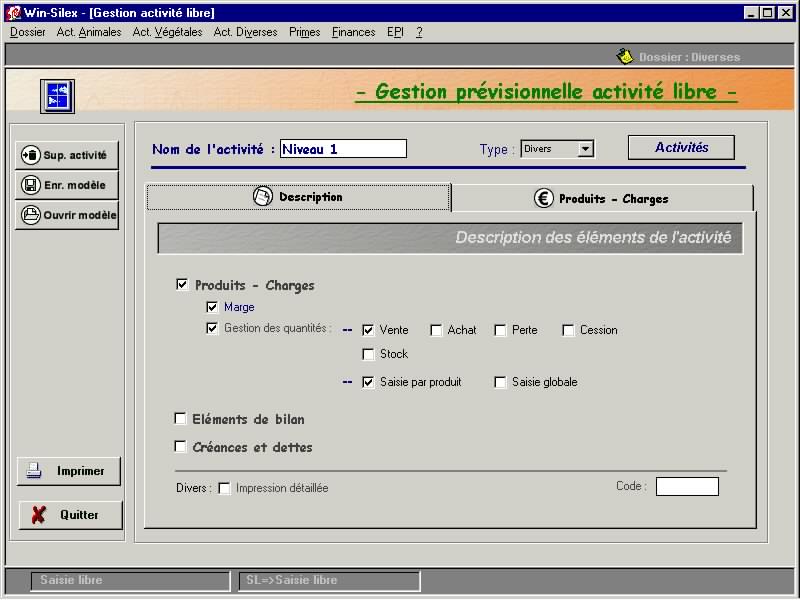 Win-Silex - [Gestion activité libre]
Dossier Act. Animales Act. Végétales Act. Diverses Primes Finances EPI ?
Dossier : Diverses
- Gestion prévisionnelle activité libre -
Nom de l'activité : Niveau 1 Type : Divers Activités
Sup. activité
Enr. modèle
Ouvrir modèle
Description Produits - Charges
Description des éléments de l'activité
Produits - Charges
Marge
Gestion des quantités : -- Vente Achat Perte Cession
Stock
-- Saisie par produit Saisie globale
Eléments de bilan
Créances et dettes
Divers : Impression détaillée Code :
Imprimer
Quitter
Saisie libre SL=>Saisie libre